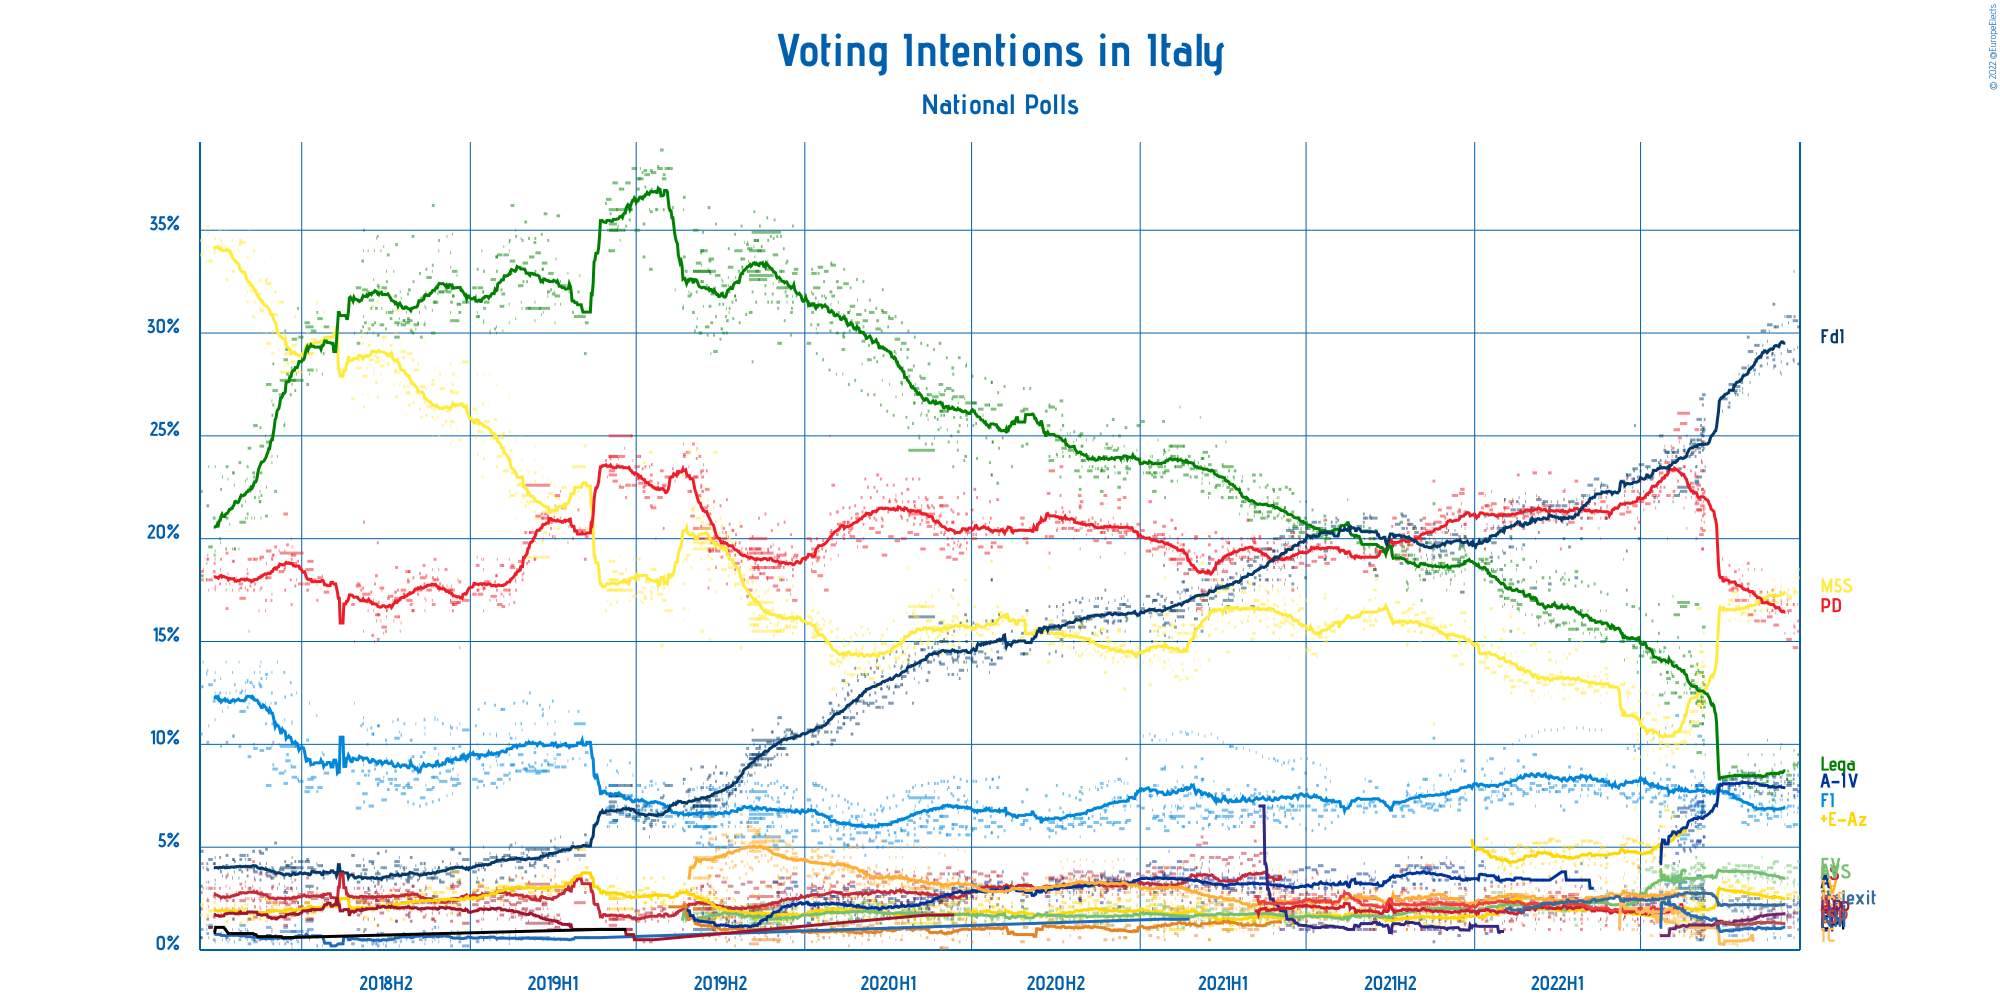 © 2022 @EuropeElects
Voting Intentions in Italy
National Polls
35%
30%
25%
20%
15%
10%
5%
0%
FdI
M5S
PD
Lega
A-IV
FI
+E-Az
2018H2
2019H1
2019H2
2020H1
2020H2
2021H1
2021H2
2022H1